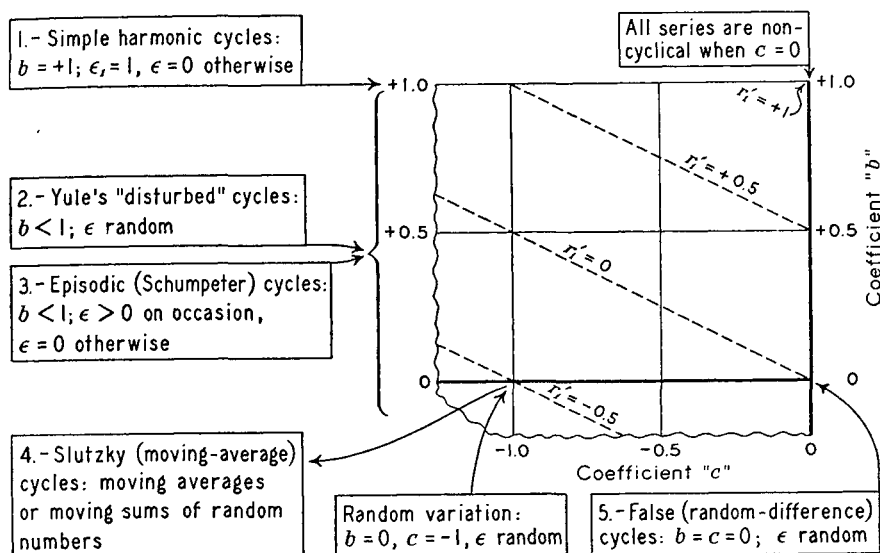 1.- Simple harmonic cycles:
b = +1; ϵ₁ = 1, ϵ = 0 otherwise
All series are non-
cyclical when c = 0
2.- Yule's "disturbed" cycles:
b < 1; ϵ random
3.- Episodic (Schumpeter) cycles:
b < 1; ϵ > 0 on occasion,
ϵ = 0 otherwise
4.- Slutzky (moving-average)
cycles: moving averages
or moving sums of random
numbers
Random variation:
b = 0, c = -1, ϵ random
5.- False (random-difference)
cycles: b = c = 0; ϵ random
+1.0
+0.5
0
r₁' = +1
r₁' = +0.5
r₁' = 0
r₁' = -0.5
+1.0
+0.5
0
Coefficient "b"
-1.0
-0.5
0
Coefficient "c"